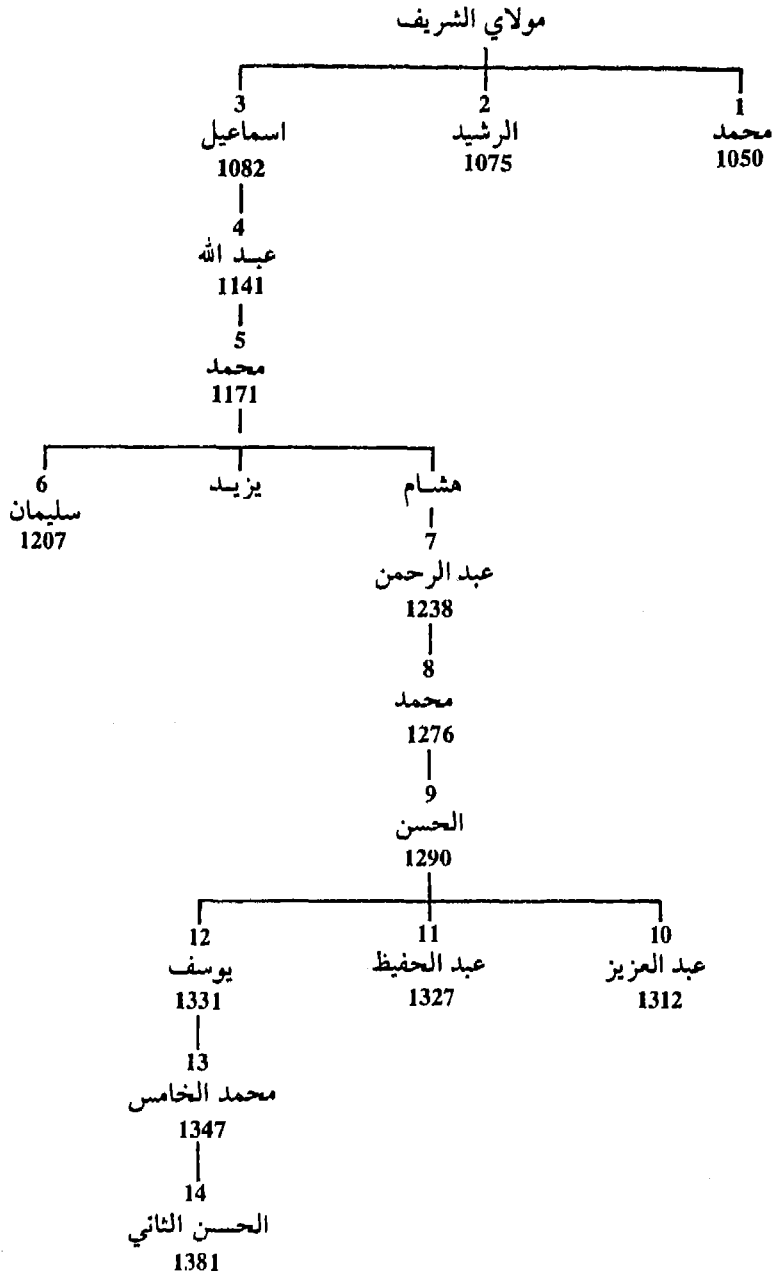 مولاي الشريف
1
محمد
1050
2
الرشيد
1075
3
اسماعيل
1082
4
عبد الله
1141
5
محمد
1171
هشام
يزيد
6
سليمان
1207
7
عبد الرحمن
1238
8
محمد
1276
9
الحسن
1290
10
عبد العزيز
1312
11
عبد الحفيظ
1327
12
يوسف
1331
13
محمد الخامس
1347
14
الحسن الثاني
1381